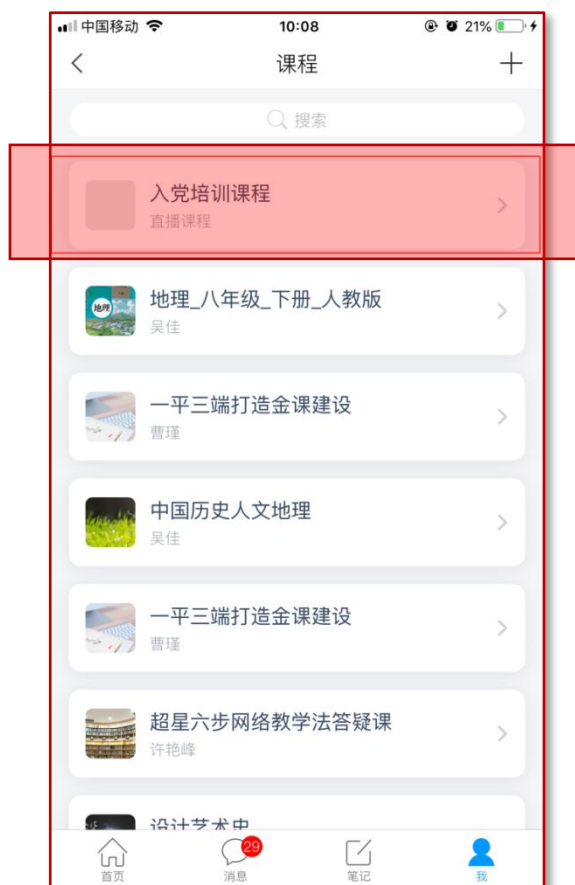 中国移动 10:08 21%
课程
搜索
入党培训课程
直播课程
地理
地理_八年级_下册_人教版
吴佳
一平三端打造金课建设
曹瑾
中国历史人文地理
吴佳
一平三端打造金课建设
曹瑾
超星六步网络教学法答疑课
许艳峰
设计艺术史
29
首页 消息 笔记 我